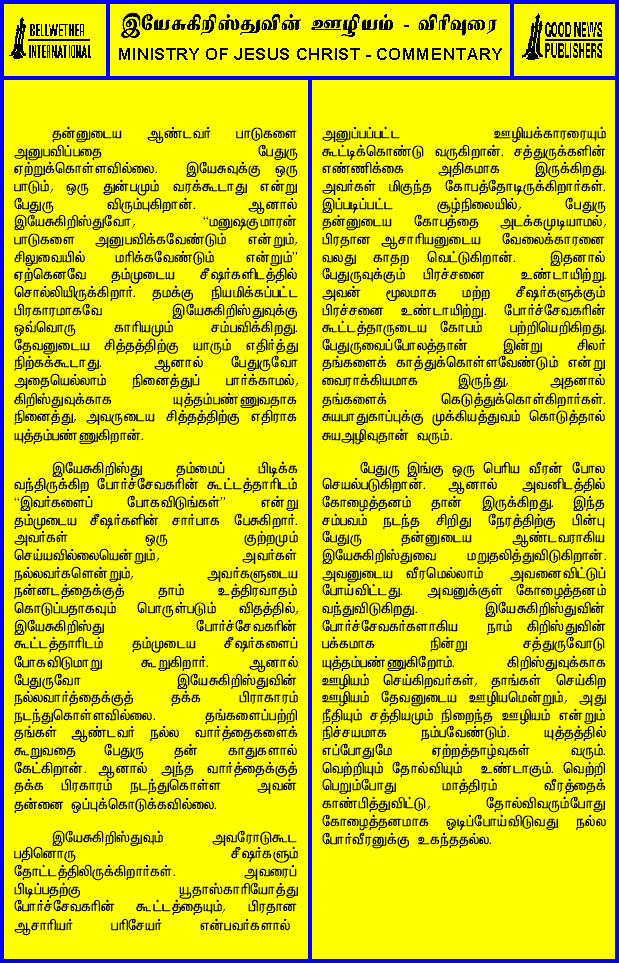 BELLWETHER
INTERNATIONAL
இயேசுகிறிஸ்துவின் ஊழியம் - விரிவுரை
MINISTRY OF JESUS CHRIST - COMMENTARY
GOOD NEWS
PUBLISHERS
தன்னுடைய ஆண்டவர் பாடுகளை
அனுபவிப்பதை பேதுரு
ஏற்றுக்கொள்ளவில்லை. இயேசுவுக்கு ஒரு
பாடும், ஒரு துன்பமும் வரக்கூடாது என்று
பேதுரு விரும்புகிறான். ஆனால்
இயேசுகிறிஸ்துவோ, “மனுஷகுமாரன்
பாடுகளை அனுபவிக்கவேண்டும் என்றும்,
சிலுவையில் மரிக்கவேண்டும் என்றும்”
ஏற்கெனவே தம்முடைய சீஷர்களிடத்தில்
சொல்லியிருக்கிறார். தமக்கு நியமிக்கப்பட்ட
பிரகாரமாகவே இயேசுகிறிஸ்துவுக்கு
ஒவ்வொரு காரியமும் சம்பவிக்கிறது.
தேவனுடைய சித்தத்திற்கு யாரும் எதிர்த்து
நிற்கக்கூடாது. ஆனால் பேதுருவோ
அதையெல்லாம் நினைத்துப் பார்க்காமல்,
கிறிஸ்துவுக்காக யுத்தம்பண்ணுவதாக
நினைத்து, அவருடைய சித்தத்திற்கு எதிராக
யுத்தம்பண்ணுகிறான்.
இயேசுகிறிஸ்து தம்மைப் பிடிக்க
வந்திருக்கிற போர்ச்சேவகரின் கூட்டத்தாரிடம்
“இவர்களைப் போகவிடுங்கள்” என்று
தம்முடைய சீஷர்களின் சார்பாக பேசுகிறார்.
அவர்கள் ஒரு குற்றமும்
செய்யவில்லையென்றும், அவர்கள்
நல்லவர்களென்றும், அவர்களுடைய
நன்னடத்தைக்குத் தாம் உத்திரவாதம்
கொடுப்பதாகவும் பொருள்படும் விதத்தில்,
இயேசுகிறிஸ்து போர்ச்சேவகரின்
கூட்டத்தாரிடம் தம்முடைய சீஷர்களைப்
போகவிடுமாறு கூறுகிறார். ஆனால்
பேதுருவோ இயேசுகிறிஸ்துவின்
நல்லவார்த்தைக்குத் தக்க பிராகாரம்
நடந்துகொள்ளவில்லை. தங்களைப்பற்றி
தங்கள் ஆண்டவர் நல்ல வார்த்தைகளைக்
கூறுவதை பேதுரு தன் காதுகளால்
கேட்கிறான். ஆனால் அந்த வார்த்தைக்குத்
தக்க பிரகாரம் நடந்துகொள்ள அவன்
தன்னை ஒப்புக்கொடுக்கவில்லை.
இயேசுகிறிஸ்துவும் அவரோடுகூட
பதினொரு சீஷர்களும்
தோட்டத்திலிருக்கிறார்கள். அவரைப்
பிடிப்பதற்கு யூதாஸ்காரியோத்து
போர்ச்சேவகரின் கூட்டத்தையும், பிரதான
ஆசாரியர் பரிசேயர் என்பவர்களால்
அனுப்பப்பட்ட ஊழியக்காரரையும்
கூட்டிக்கொண்டு வருகிறான். சத்துருக்களின்
எண்ணிக்கை அதிகமாக இருக்கிறது.
அவர்கள் மிகுந்த கோபத்தோடிருக்கிறார்கள்.
இப்படிப்பட்ட சூழ்நிலையில், பேதுரு
தன்னுடைய கோபத்தை அடக்கமுடியாமல்,
பிரதான ஆசாரியனுடைய வேலைக்காரனை
வலது காதற வெட்டுகிறான். இதனால்
பேதுருவுக்கும் பிரச்சனை உண்டாயிற்று.
அவன் மூலமாக மற்ற சீஷர்களுக்கும்
பிரச்சனை உண்டாயிற்று. போர்ச்சேவகரின்
கூட்டத்தாருடைய கோபம் பற்றியெறிகிறது.
பேதுருவைப்போலத்தான் இன்று சிலர்
தங்களைக் காத்துக்கொள்ளவேண்டும் என்று
வைராக்கியமாக இருந்து, அதனால்
தங்களைக் கெடுத்துக்கொள்கிறார்கள்.
சுயபாதுகாப்புக்கு முக்கியத்துவம் கொடுத்தால்
சுயஅழிவுதான் வரும்.
பேதுரு இங்கு ஒரு பெரிய வீரன் போல
செயல்படுகிறான். ஆனால் அவனிடத்தில்
கோழைத்தனம் தான் இருக்கிறது. இந்த
சம்பவம் நடந்த சிறிது நேரத்திற்கு பின்பு
பேதுரு தன்னுடைய ஆண்டவராகிய
இயேசுகிறிஸ்துவை மறுதலித்துவிடுகிறான்.
அவனுடைய வீரமெல்லாம் அவனைவிட்டுப்
போய்விட்டது. அவனுக்குள் கோழைத்தனம்
வந்துவிடுகிறது. இயேசுகிறிஸ்துவின்
போர்ச்சேவகர்களாகிய நாம் கிறிஸ்துவின்
பக்கமாக நின்று சத்துருவோடு
யுத்தம்பண்ணுகிறோம். கிறிஸ்துவுக்காக
ஊழியம் செய்கிறவர்கள், தாங்கள் செய்கிற
ஊழியம் தேவனுடைய ஊழியமென்றும், அது
நீதியும் சத்தியமும் நிறைந்த ஊழியம் என்றும்
நிச்சயமாக நம்பவேண்டும். யுத்தத்தில்
எப்போதுமே ஏற்றத்தாழ்வுகள் வரும்.
வெற்றியும் தோல்வியும் உண்டாகும். வெற்றி
பெறும்போது மாத்திரம் வீரத்தைக்
காண்பித்துவிட்டு, தோல்விவரும்போது
கோழைத்தனமாக ஓடிப்போய்விடுவது நல்ல
போர்வீரனுக்கு உகந்ததல்ல.